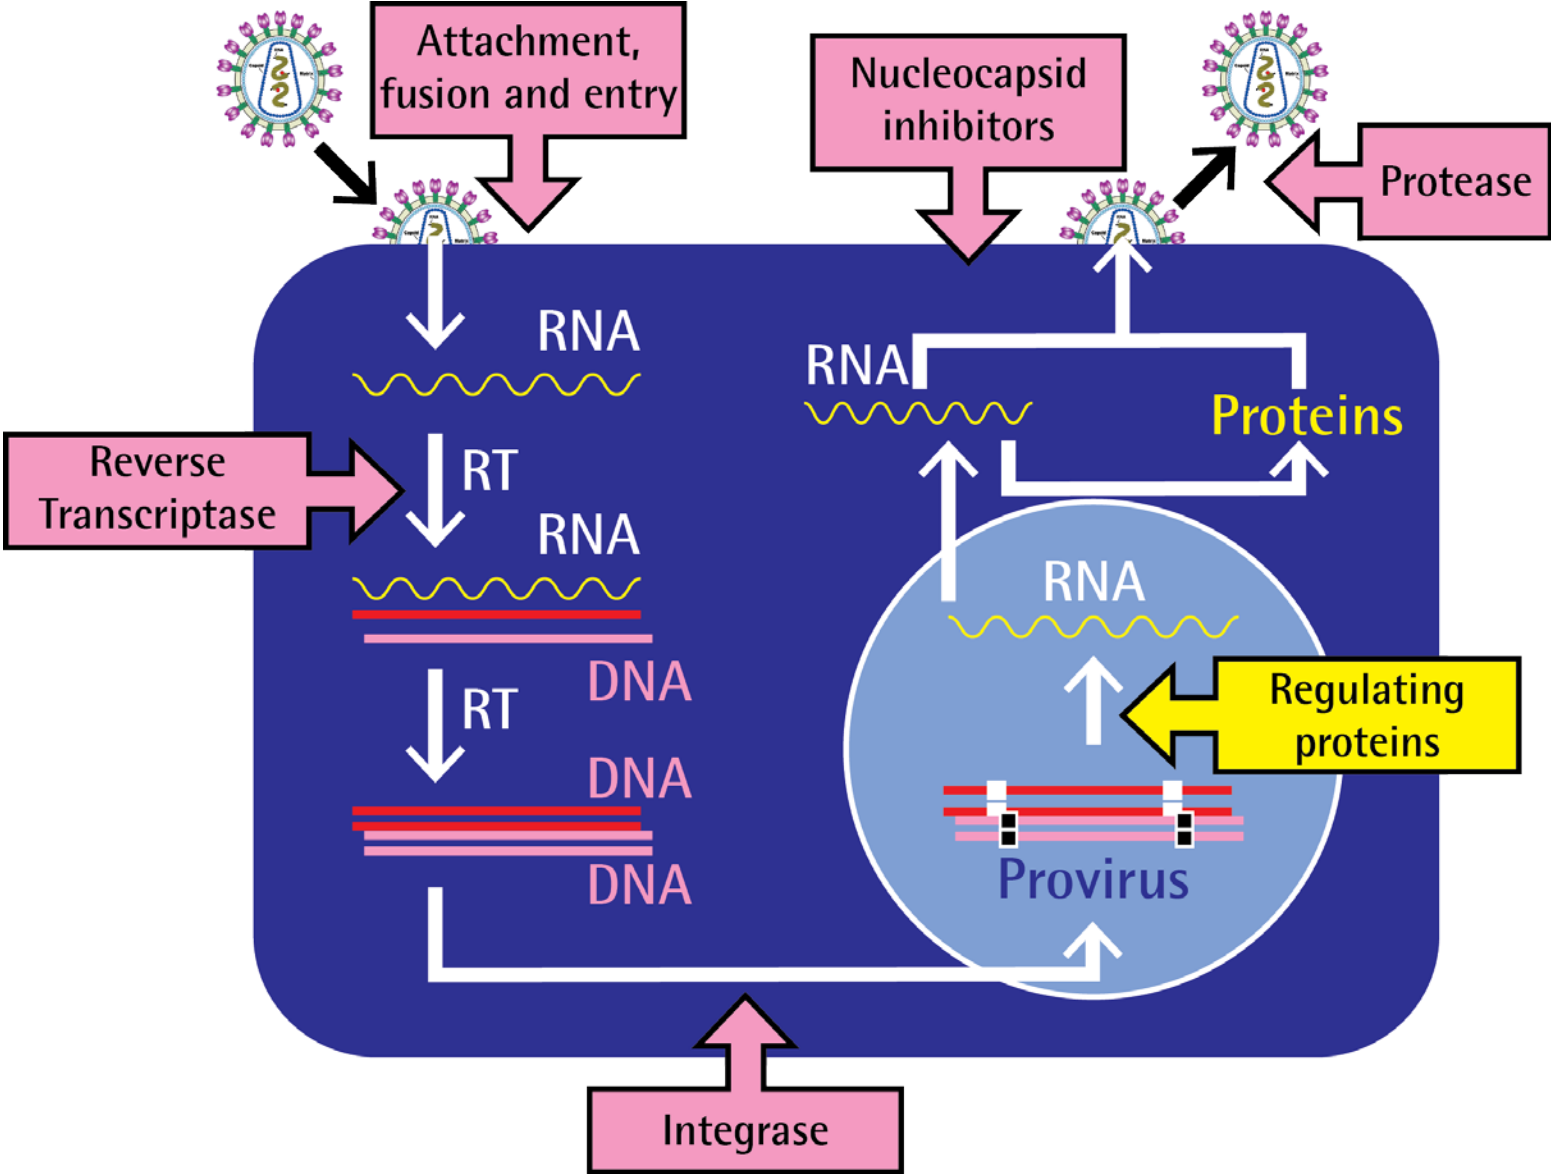 Attachment,
fusion and entry
Nucleocapsid
inhibitors
Protease
RNA
RNA
Proteins
Reverse
Transcriptase
RT
RNA
RNA
DNA
RT
Regulating
proteins
DNA
DNA
Provirus
Integrase